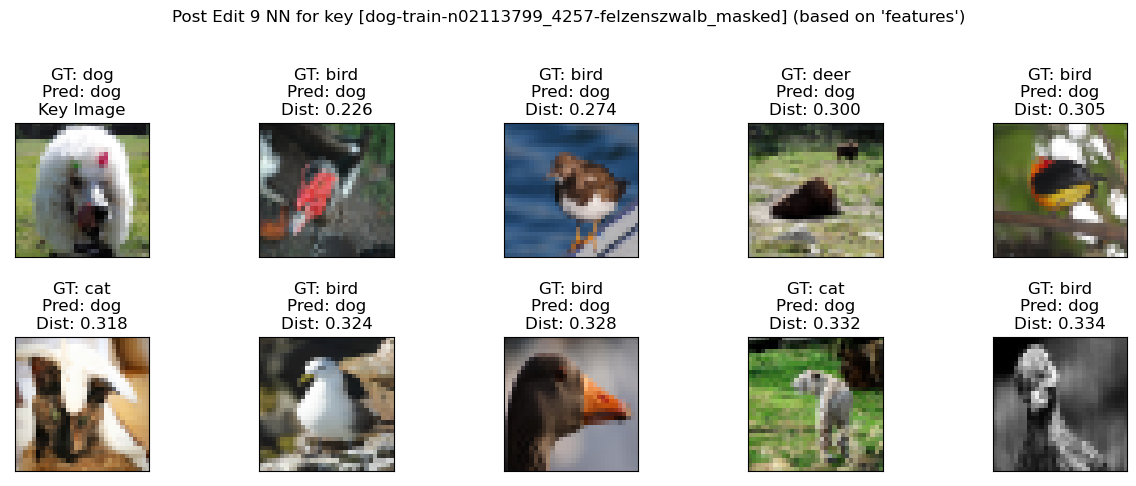 Post Edit 9 NN for key [dog-train-n02113799_4257-felzenszwalb_masked] (based on 'features')
GT: dog
Pred: dog
Key Image
GT: bird
Pred: dog
Dist: 0.226
GT: bird
Pred: dog
Dist: 0.274
GT: deer
Pred: dog
Dist: 0.300
GT: bird
Pred: dog
Dist: 0.305
GT: cat
Pred: dog
Dist: 0.318
GT: bird
Pred: dog
Dist: 0.324
GT: bird
Pred: dog
Dist: 0.328
GT: cat
Pred: dog
Dist: 0.332
GT: bird
Pred: dog
Dist: 0.334